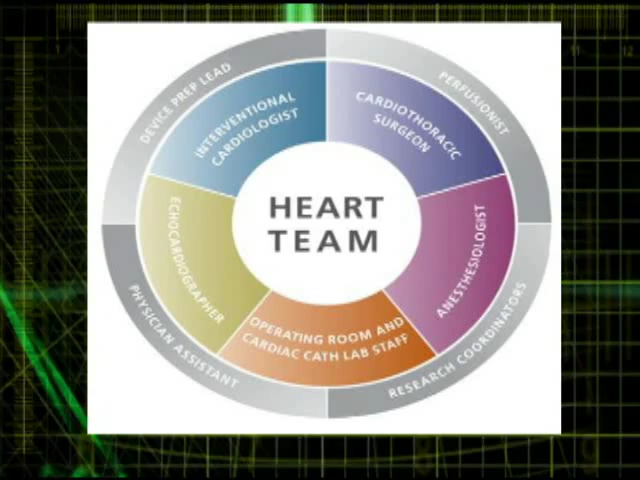 DEVICE PREP LEAD
PERFUSIONIST
INTERVENTIONAL
CARDIOLOGIST
CARDIOTHORACIC
SURGEON
HEART
TEAM
ECHOCARDIOGRAPHER
ANESTHESIOLOGIST
OPERATING ROOM AND
CARDIAC CATH LAB STAFF
PHYSICIAN ASSISTANT
RESEARCH COORDINATORS